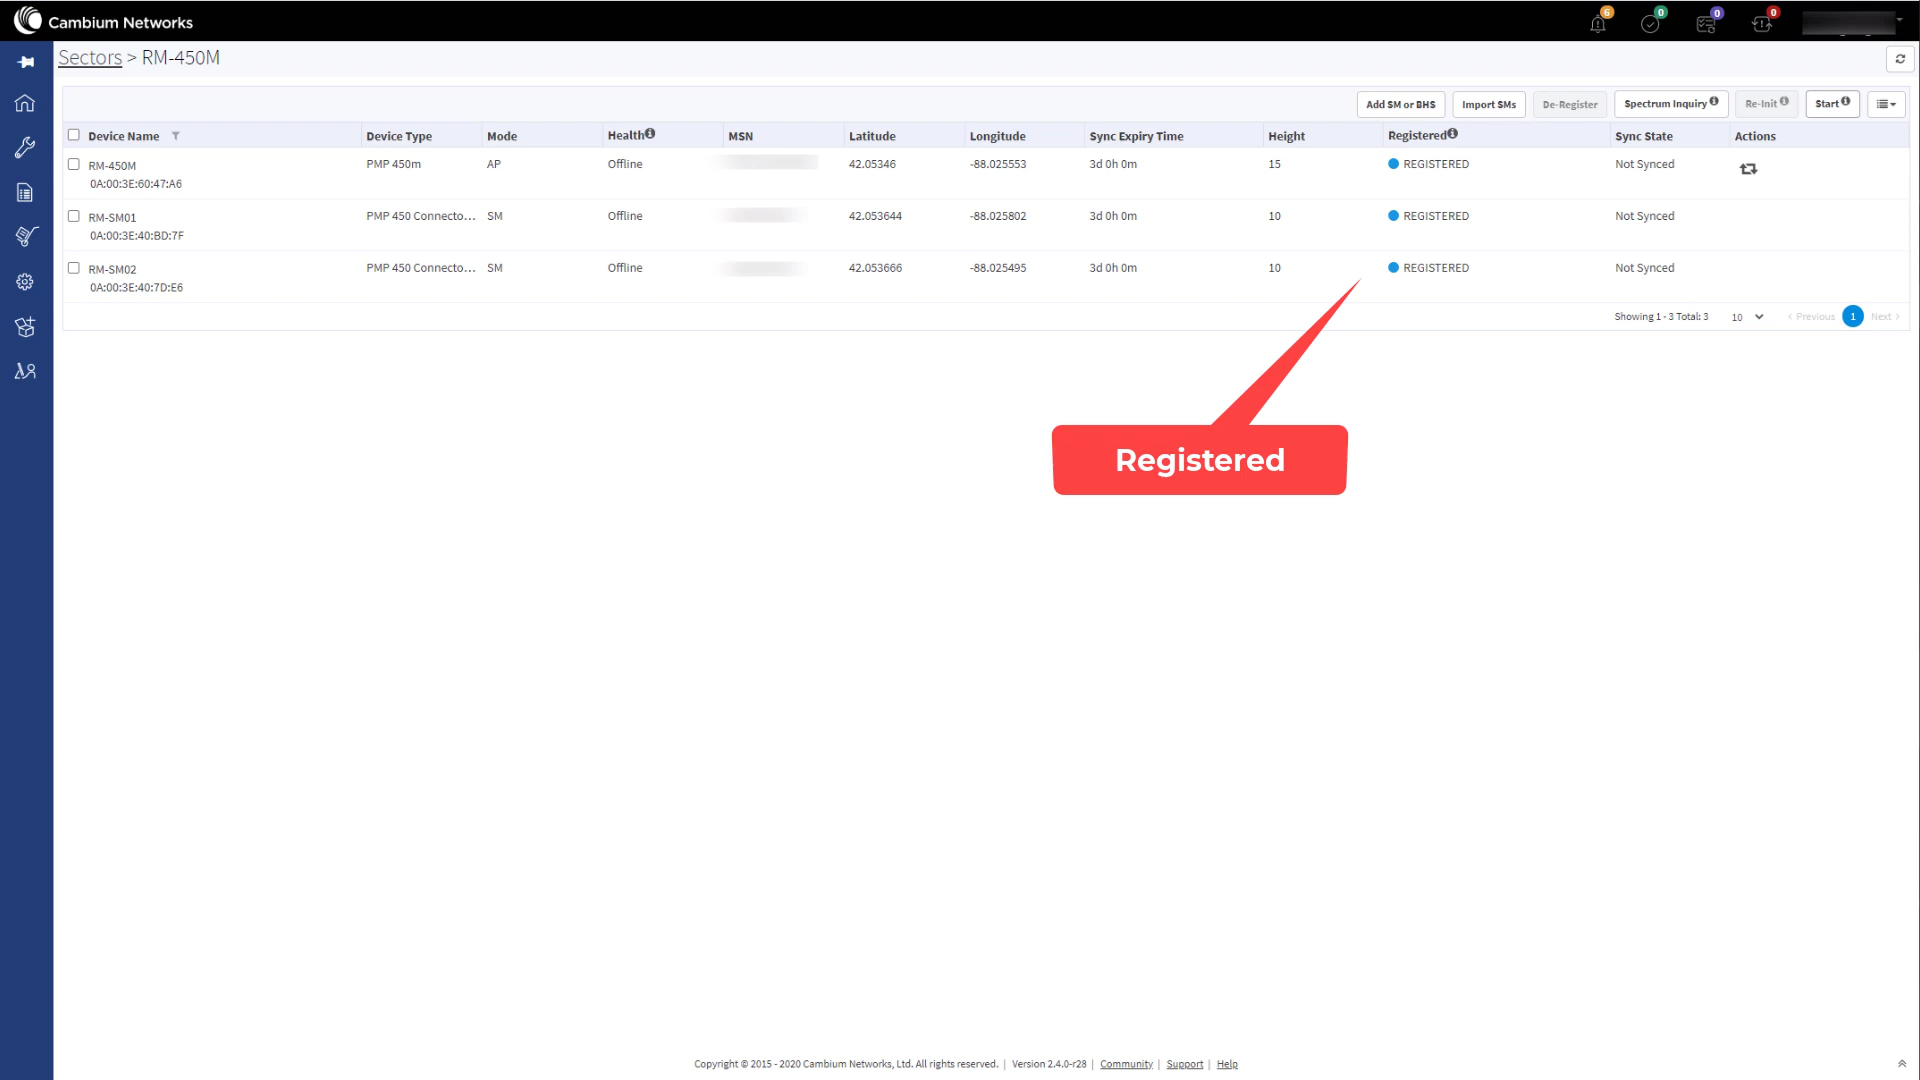 Cambium Networks
6
0
0
0
Sectors > RM-450M
Add SM or BHS Import SMs De-Register Spectrum Inquiry Re-Init Start
Device Name Device Type Mode Health MSN Latitude Longitude Sync Expiry Time Height Registered Sync State Actions
RM-450M PMP 450m AP Offline 42.05346 -88.025553 3d 0h 0m 15 REGISTERED Not Synced
0A:00:3E:60:47:A6
RM-SM01 PMP 450 Connecto... SM Offline 42.053644 -88.025802 3d 0h 0m 10 REGISTERED Not Synced
0A:00:3E:40:BD:7F
RM-SM02 PMP 450 Connecto... SM Offline 42.053666 -88.025495 3d 0h 0m 10 REGISTERED Not Synced
0A:00:3E:40:7D:E6
Showing 1 - 3 Total: 3 10 < Previous 1 Next >
Registered
Copyright © 2015 - 2020 Cambium Networks, Ltd. All rights reserved. | Version 2.4.0-r28 | Community | Support | Help